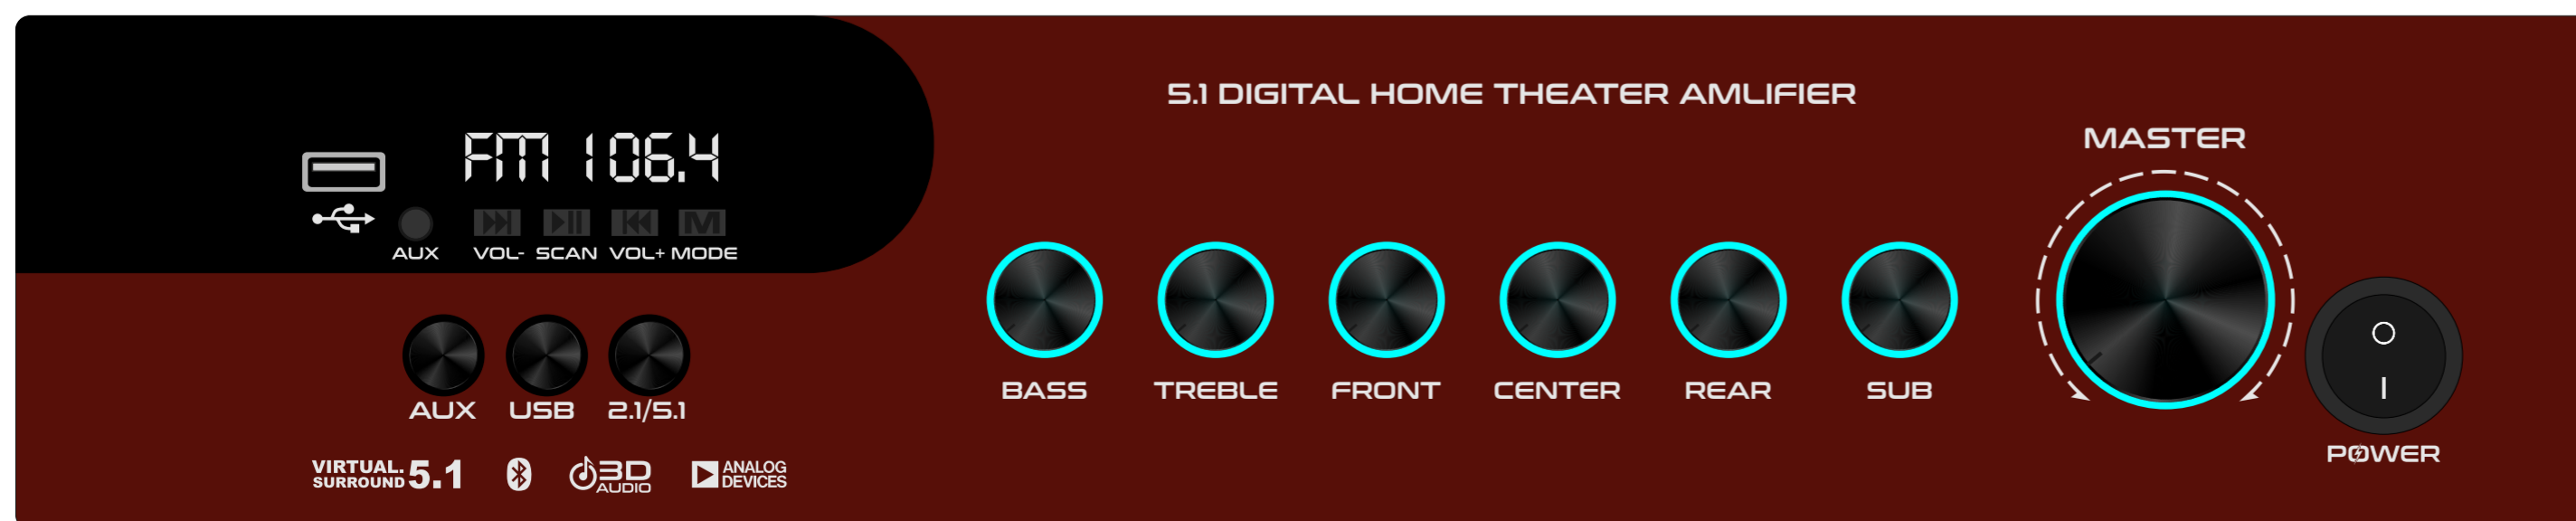 5.1 DIGITAL HOME THEATER AMLIFIER
MASTER
FM 106.4
AUX VOL- SCAN VOL+ MODE
M
BASS TREBLE FRONT CENTER REAR SUB
AUX USB 2.1/5.1
POWER
VIRTUAL.
SURROUND 5.1
3D
AUDIO
ANALOG
DEVICES